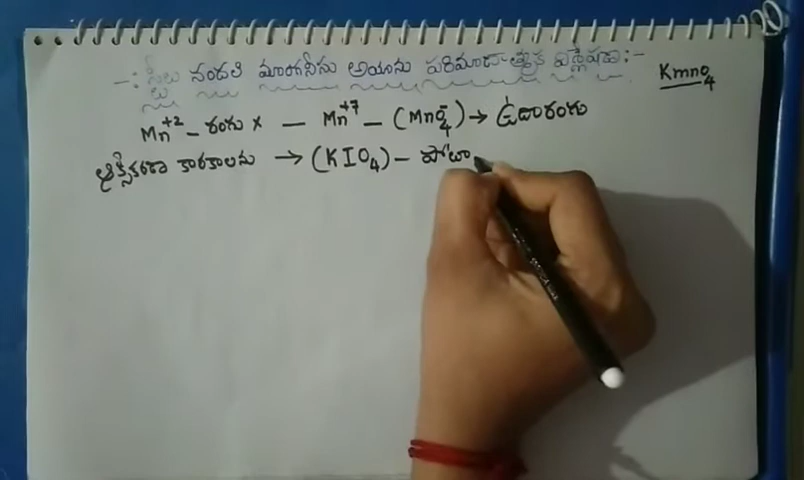 -: స్టీలు నందలి మాంగనీసు అయాను పరిమాణాత్మక విశ్లేషణ:-
Kmno4
Mn+2 - రంగు x - Mn+7 - (MnO4-) → ఊదారంగు
ఆక్సీకరణ కారకాలను → (KIO4) - పోటా